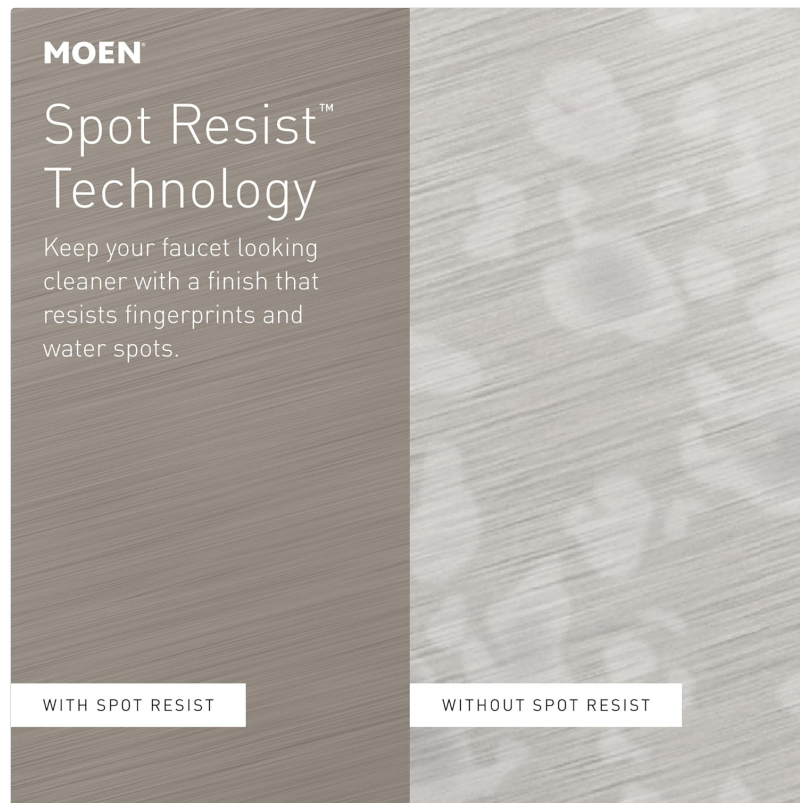 MOEN®
Spot Resist™
Technology
Keep your faucet looking
cleaner with a finish that
resists fingerprints and
water spots.
WITH SPOT RESIST
WITHOUT SPOT RESIST